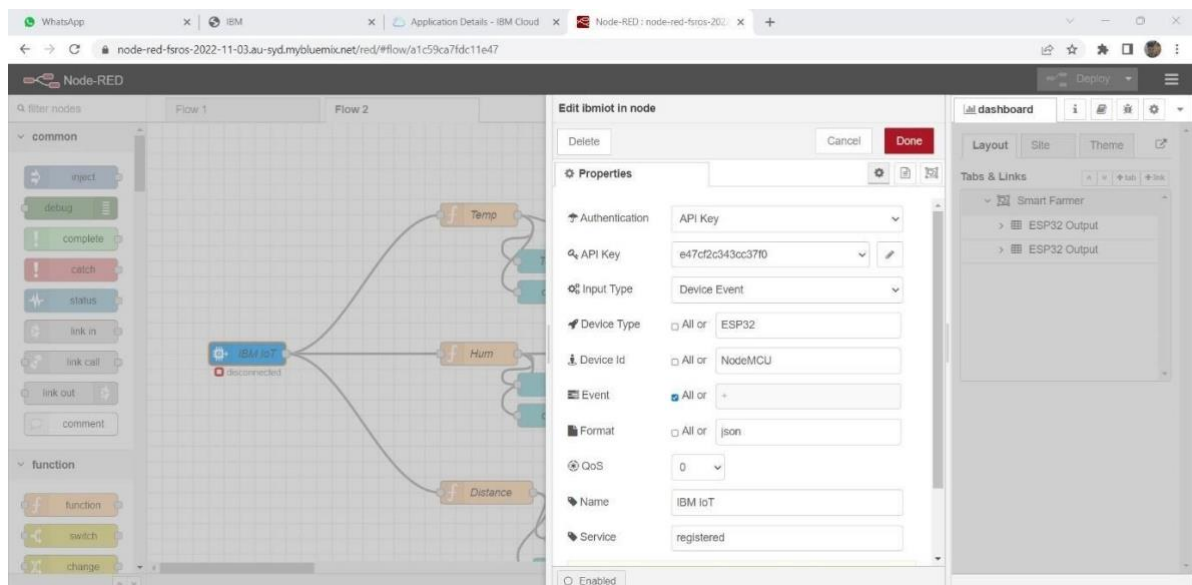 WhatsApp
IBM
Application Details - IBM Cloud
Node-RED : node-red-fsros-202
node-red-fsros-2022-11-03.au-syd.mybluemix.net/red/#flow/a1c59ca7fdc11e47
Node-RED
Deploy
filter nodes
Flow 1
Flow 2
Edit ibmiot in node
dashboard
i
common
Delete
Cancel
Done
Layout
Site
Theme
inject
Properties
Tabs & Links
tab
link
debug
Temp
Authentication
API Key
Smart Farmer
complete
ESP32 Output
API Key
e47cf2c343cc37f0
ESP32 Output
catch
status
Input Type
Device Event
link in
Device Type
All or
ESP32
IBM IoT
Hum
link call
disconnected
Device Id
All or
NodeMCU
link out
Event
All or
+
comment
Format
All or
json
function
QoS
0
function
Distance
Name
IBM IoT
switch
Service
registered
change
Enabled